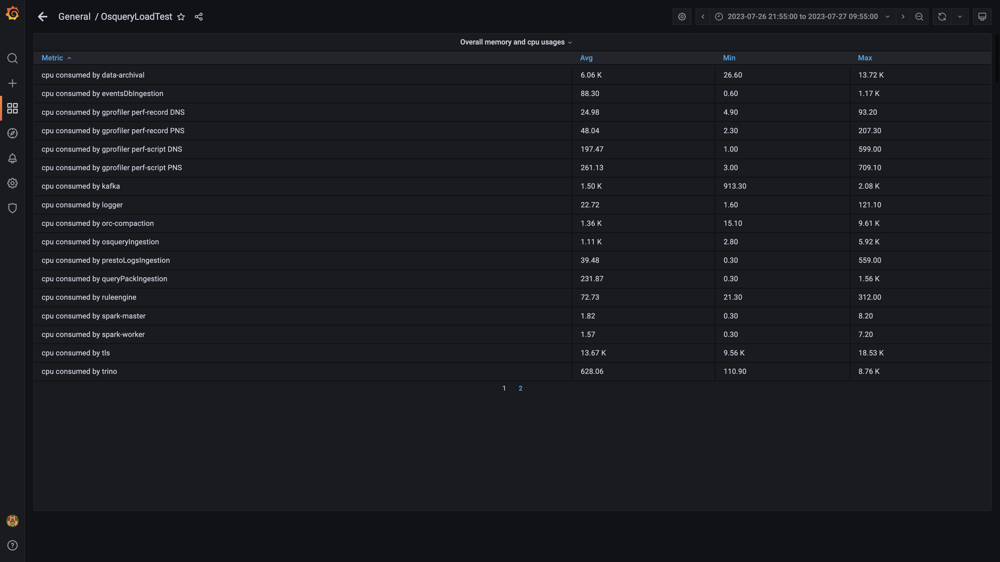 General / OsqueryLoadTest
2023-07-26 21:55:00 to 2023-07-27 09:55:00
Overall memory and cpu usages
Metric Avg Min Max
cpu consumed by data-archival 6.06 K 26.60 13.72 K
cpu consumed by eventsDbIngestion 88.30 0.60 1.17 K
cpu consumed by gprofiler perf-record DNS 24.98 4.90 93.20
cpu consumed by gprofiler perf-record PNS 48.04 2.30 207.30
cpu consumed by gprofiler perf-script DNS 197.47 1.00 599.00
cpu consumed by gprofiler perf-script PNS 261.13 3.00 709.10
cpu consumed by kafka 1.50 K 913.30 2.08 K
cpu consumed by logger 22.72 1.60 121.10
cpu consumed by orc-compaction 1.36 K 15.10 9.61 K
cpu consumed by osqueryIngestion 1.11 K 2.80 5.92 K
cpu consumed by prestoLogsIngestion 39.48 0.30 559.00
cpu consumed by queryPackIngestion 231.87 0.30 1.56 K
cpu consumed by ruleengine 72.73 21.30 312.00
cpu consumed by spark-master 1.82 0.30 8.20
cpu consumed by spark-worker 1.57 0.30 7.20
cpu consumed by tls 13.67 K 9.56 K 18.53 K
cpu consumed by trino 628.06 110.90 8.76 K
1 2